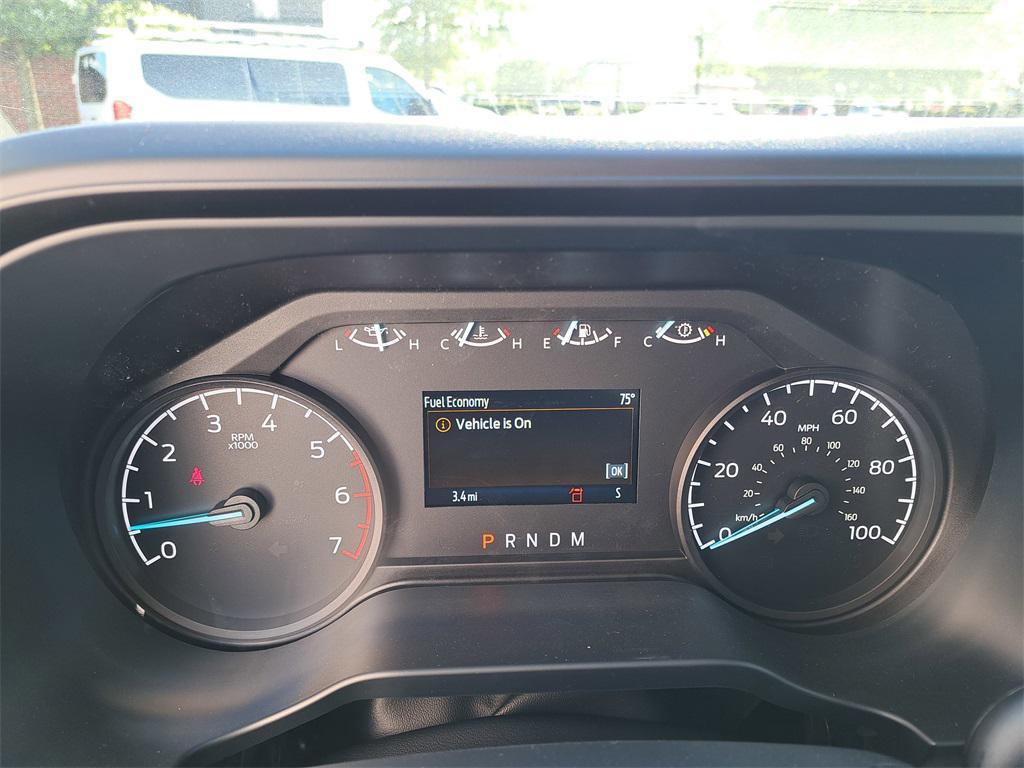 L H C H E F C H
Fuel Economy 75°
Vehicle is On
OK
3.4 mi S
P R N D M
0 1 2 3 4 5 6 7
RPM
x1000
0 20 40 60 80 100
MPH
20 40 60 80 100 120 140 160
km/h